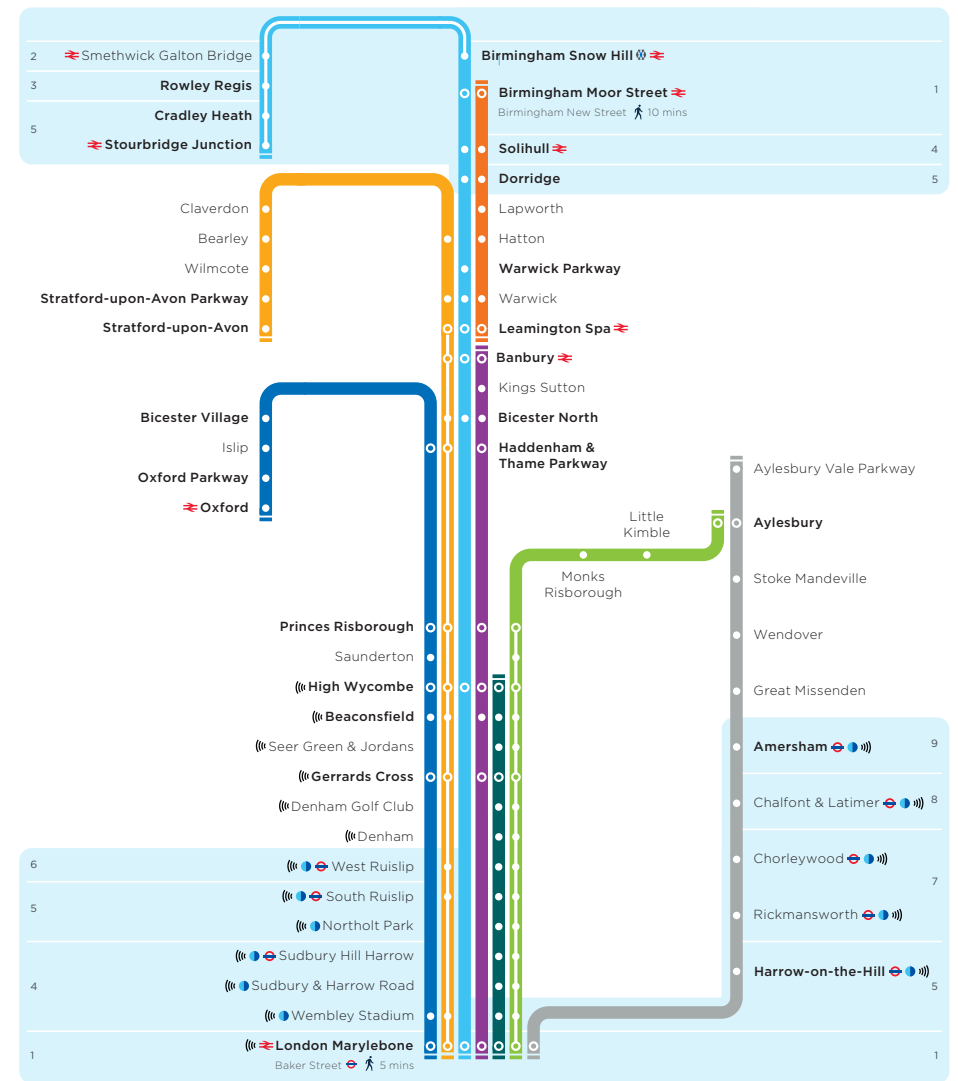 2
Smethwick Galton Bridge
Birmingham Snow Hill
3
Rowley Regis
Birmingham Moor Street
1
Birmingham New Street 10 mins
Cradley Heath
5
Stourbridge Junction
Solihull
4
Dorridge
5
Claverdon
Lapworth
Bearley
Hatton
Wilmcote
Warwick Parkway
Stratford-upon-Avon Parkway
Warwick
Stratford-upon-Avon
Leamington Spa
Banbury
Kings Sutton
Bicester Village
Bicester North
Islip
Haddenham &
Thame Parkway
Oxford Parkway
Aylesbury Vale Parkway
Oxford
Little
Kimble
Aylesbury
Monks
Risborough
Stoke Mandeville
Princes Risborough
Wendover
Saunderton
High Wycombe
Great Missenden
Beaconsfield
Seer Green & Jordans
Amersham
9
Gerrards Cross
Denham Golf Club
Chalfont & Latimer
8
Denham
6
West Ruislip
Chorleywood
7
5
South Ruislip
Northolt Park
Rickmansworth
Sudbury Hill Harrow
Harrow-on-the-Hill
5
4
Sudbury & Harrow Road
Wembley Stadium
1
London Marylebone
1
Baker Street 5 mins